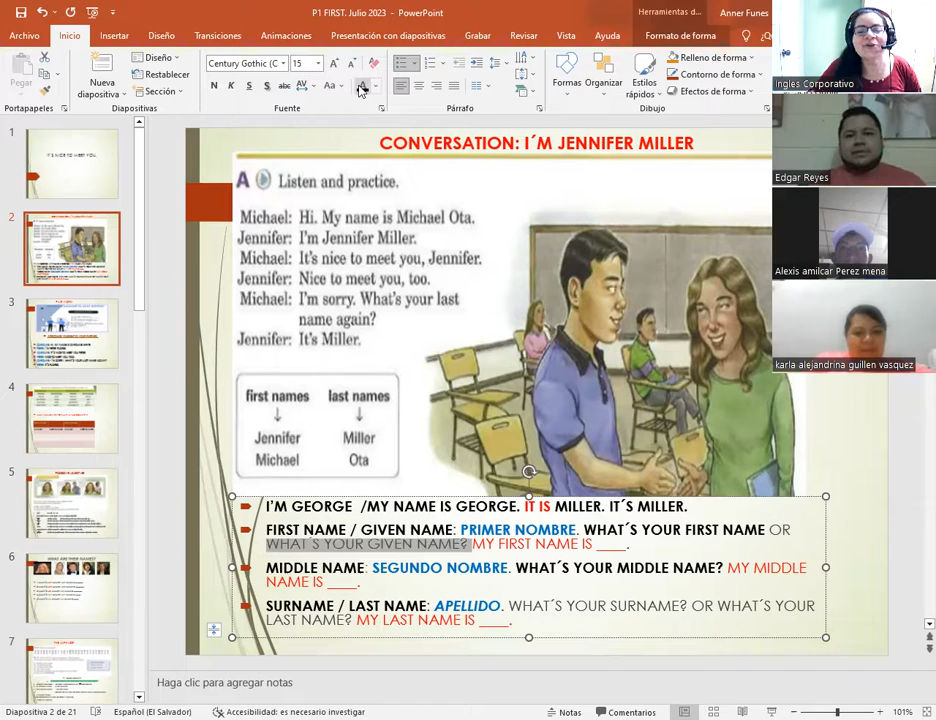 P1 FIRST. Julio 2023 - PowerPoint
Herramientas d...
Anner Funes
Archivo Inicio Insertar Diseño Transiciones Animaciones Presentación con diapositivas Grabar Revisar Vista Ayuda Formato de forma
Pegar
Nueva diapositiva
Diseño
Restablecer
Sección
Century Gothic (C 15
N K S S abc AV Aa A
Formas Organizar Estilos rápidos
Relleno de forma
Contorno de forma
Efectos de forma
Portapapeles Diapositivas Fuente Párrafo Dibujo
Ingles Corporativo
Edgar Reyes
Alexis amilcar Perez mena
karla alejandrina guillen vasquez
1
IT´S NICE TO MEET YOU
2
3
4
5
6
7
CONVERSATION: I´M JENNIFER MILLER
A Listen and practice.
Michael: Hi. My name is Michael Ota.
Jennifer: I'm Jennifer Miller.
Michael: It's nice to meet you, Jennifer.
Jennifer: Nice to meet you, too.
Michael: I'm sorry. What's your last
name again?
Jennifer: It's Miller.
first names last names
↓ ↓
Jennifer Miller
Michael Ota
I'M GEORGE /MY NAME IS GEORGE. IT IS MILLER. IT´S MILLER.
FIRST NAME / GIVEN NAME: PRIMER NOMBRE. WHAT´S YOUR FIRST NAME OR
WHAT´S YOUR GIVEN NAME? MY FIRST NAME IS ____.
MIDDLE NAME: SEGUNDO NOMBRE. WHAT´S YOUR MIDDLE NAME? MY MIDDLE
NAME IS ____.
SURNAME / LAST NAME: APELLIDO. WHAT´S YOUR SURNAME? OR WHAT´S YOUR
LAST NAME? MY LAST NAME IS ____.
Haga clic para agregar notas
Diapositiva 2 de 21 Español (El Salvador) Accesibilidad: es necesario investigar Notas Comentarios 101%